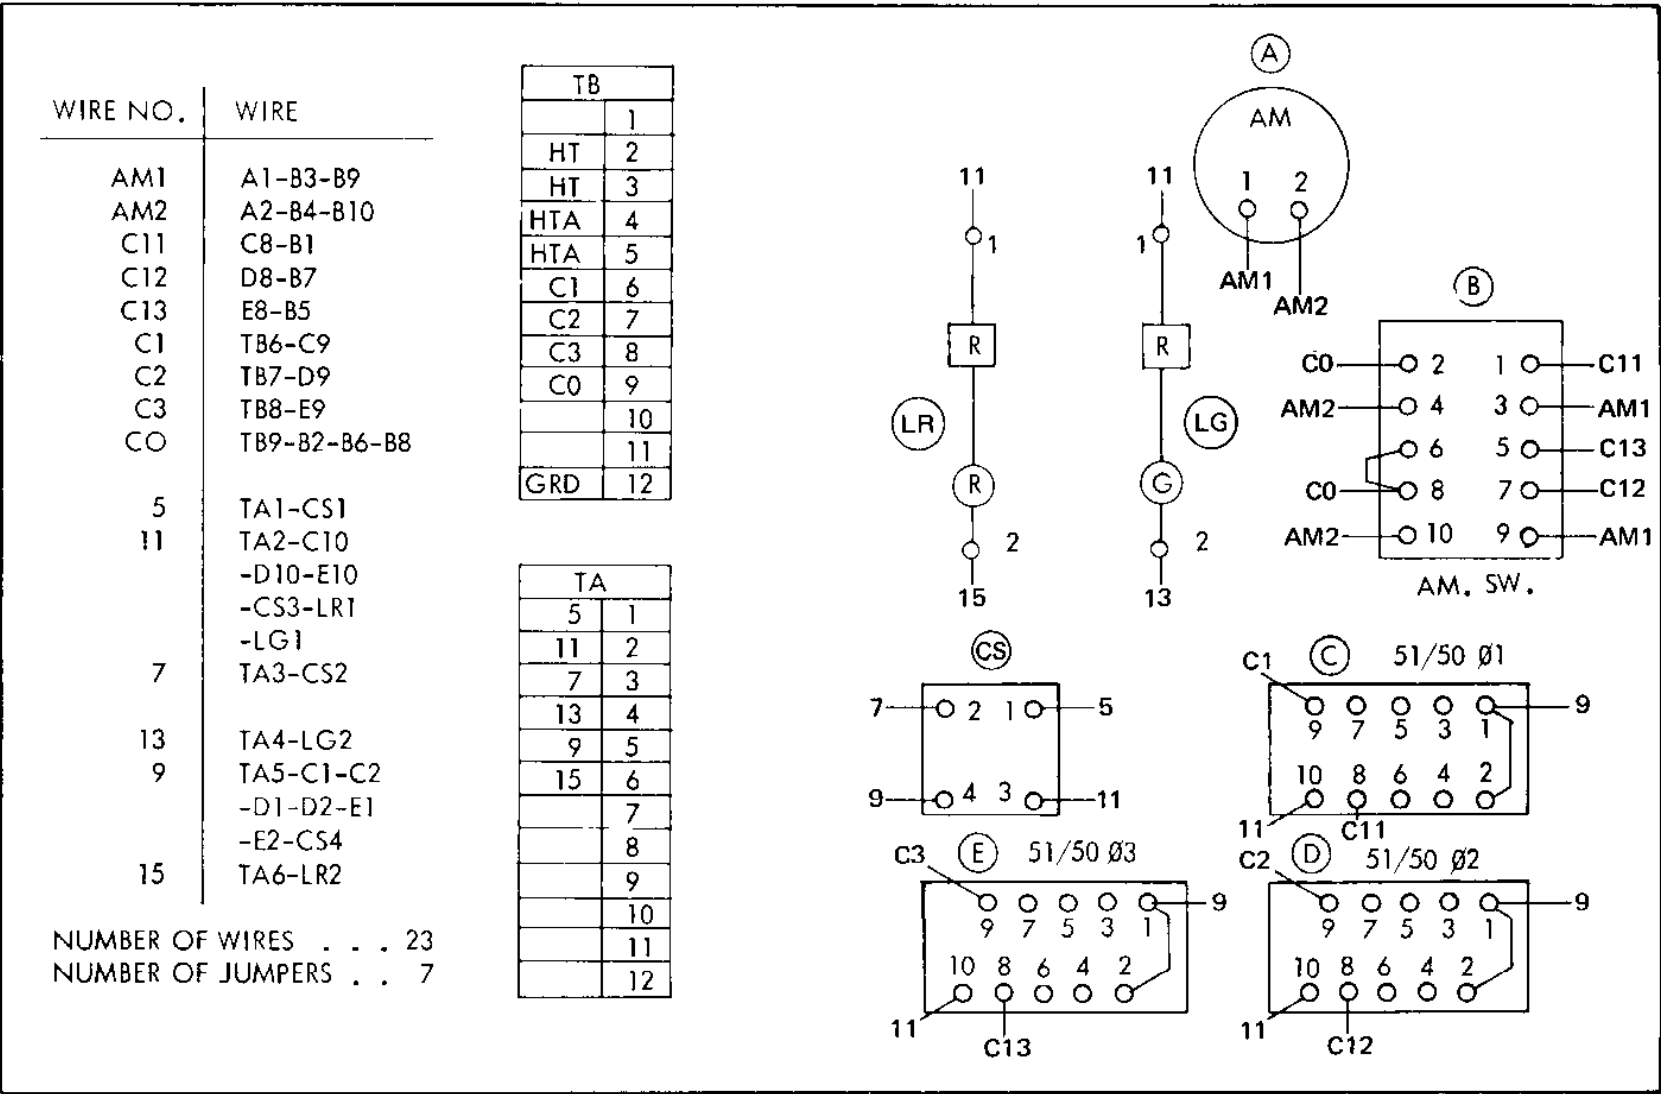 WIRE NO. WIRE
AM1 A1-B3-B9
AM2 A2-B4-B10
C11 C8-B1
C12 D8-B7
C13 E8-B5
C1 TB6-C9
C2 TB7-D9
C3 TB8-E9
CO TB9-B2-B6-B8
5 TA1-CS1
11 TA2-C10
-D10-E10
-CS3-LR1
-LG1
7 TA3-CS2
13 TA4-LG2
9 TA5-C1-C2
-D1-D2-E1
-E2-CS4
15 TA6-LR2
NUMBER OF WIRES . . . 23
NUMBER OF JUMPERS . . 7
TB
1
HT 2
HT 3
HTA 4
HTA 5
C1 6
C2 7
C3 8
C0 9
10
11
GRD 12
TA
5 1
11 2
7 3
13 4
9 5
15 6
7
8
9
10
11
12
11
1
R
LR
R
2
15
11
1
R
LG
G
2
13
A
AM
1 2
AM1
AM2
B
C0 2 1 C11
AM2 4 3 AM1
6 5 C13
C0 8 7 C12
AM2 10 9 AM1
AM. SW.
CS
7 2 1 5
9 4 3 11
C1 C 51/50 Ø1
9
9 7 5 3 1
10 8 6 4 2
11 C11
C3 E 51/50 Ø3
9
9 7 5 3 1
10 8 6 4 2
11
C13
C2 D 51/50 Ø2
9
9 7 5 3 1
10 8 6 4 2
11
C12